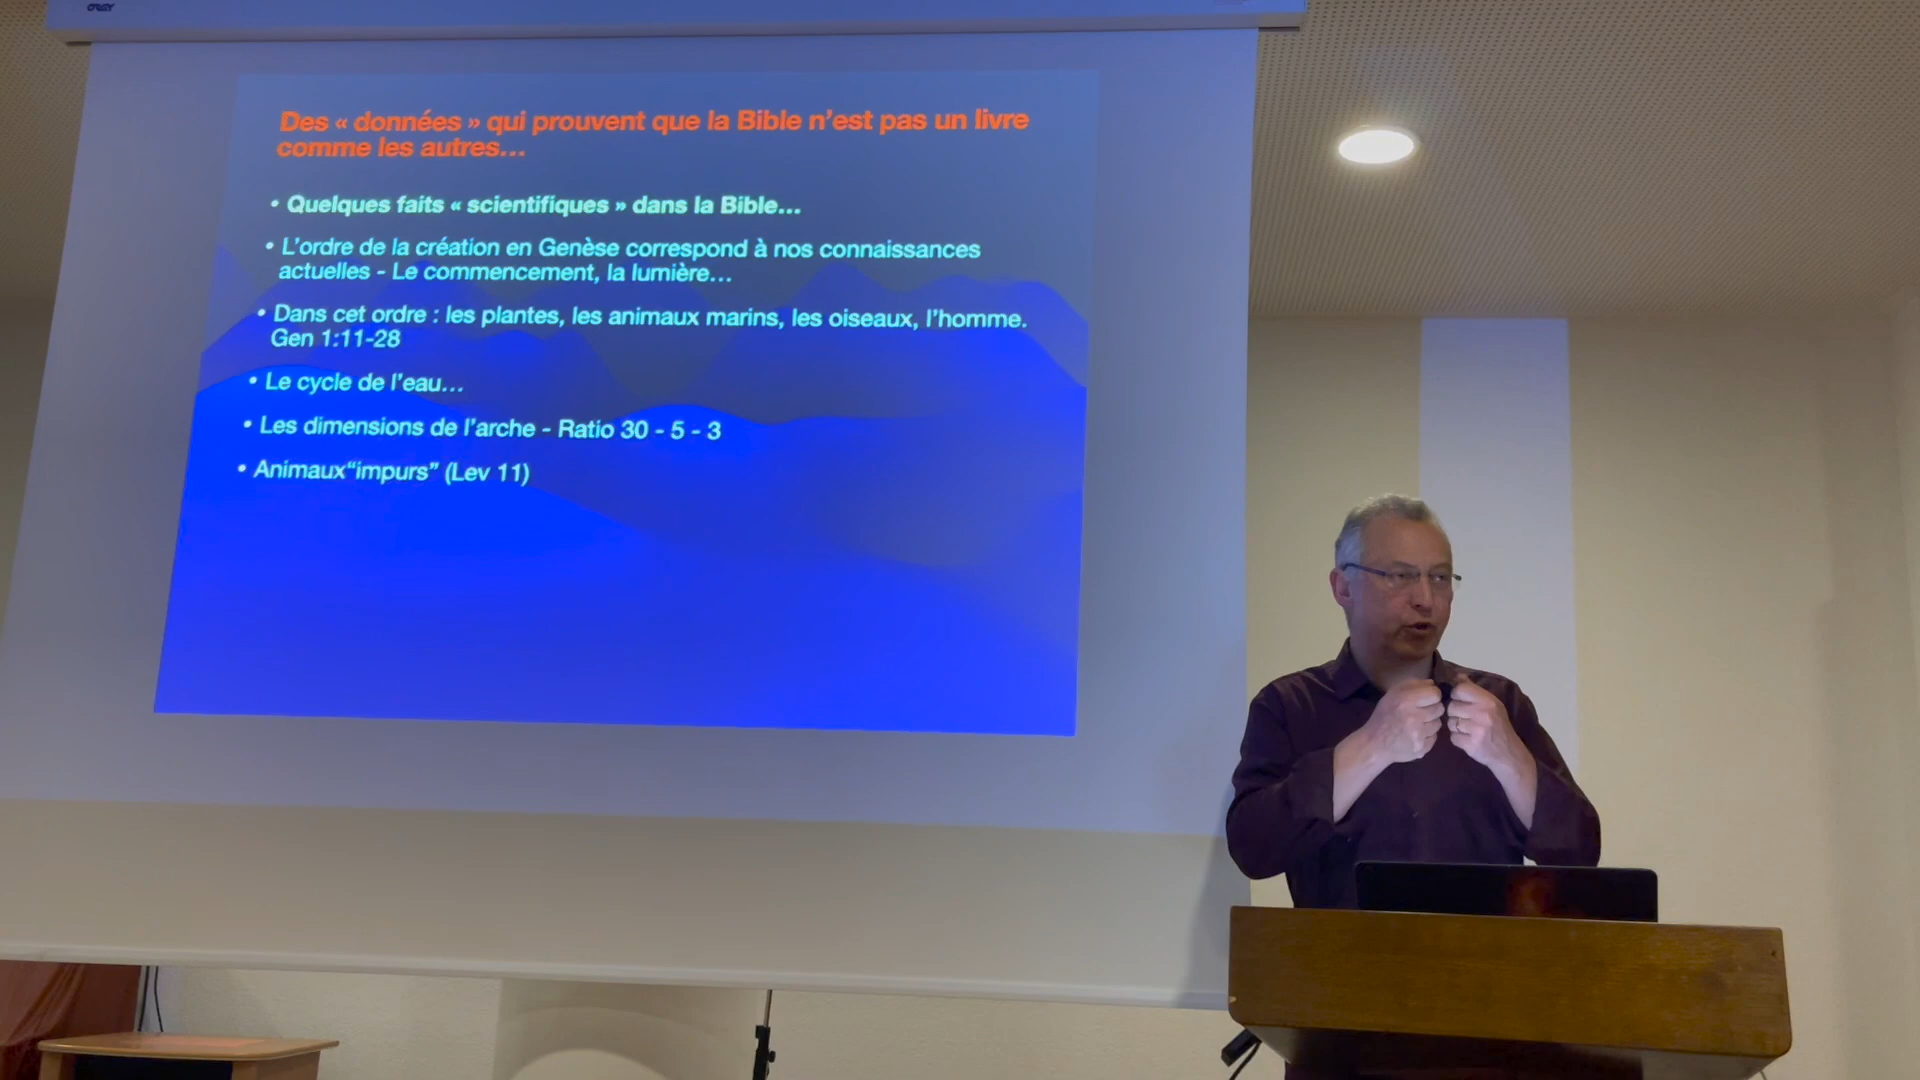 Des « données » qui prouvent que la Bible n’est pas un livre
comme les autres…
• Quelques faits « scientifiques » dans la Bible…
• L’ordre de la création en Genèse correspond à nos connaissances
actuelles - Le commencement, la lumière…
• Dans cet ordre : les plantes, les animaux marins, les oiseaux, l’homme.
Gen 1:11-28
• Le cycle de l’eau…
• Les dimensions de l’arche - Ratio 30 - 5 - 3
• Animaux“impurs” (Lev 11)